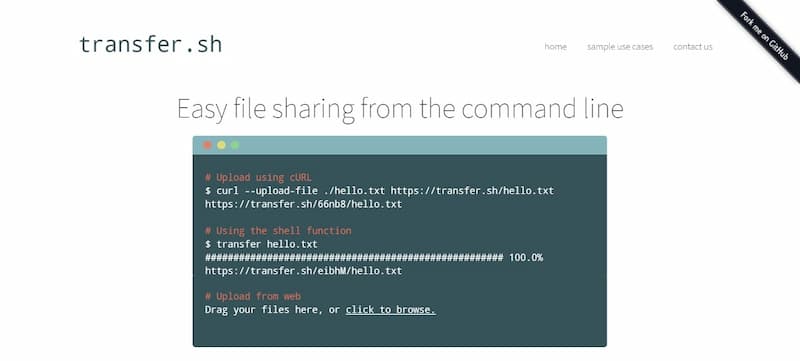 transfer.sh
home
sample use cases
contact us
Fork me on GitHub
Easy file sharing from the command line
# Upload using cURL
$ curl --upload-file ./hello.txt https://transfer.sh/hello.txt
https://transfer.sh/66nb8/hello.txt
# Using the shell function
$ transfer hello.txt
##################################################### 100.0%
https://transfer.sh/eibhM/hello.txt
# Upload from web
Drag your files here, or click to browse.